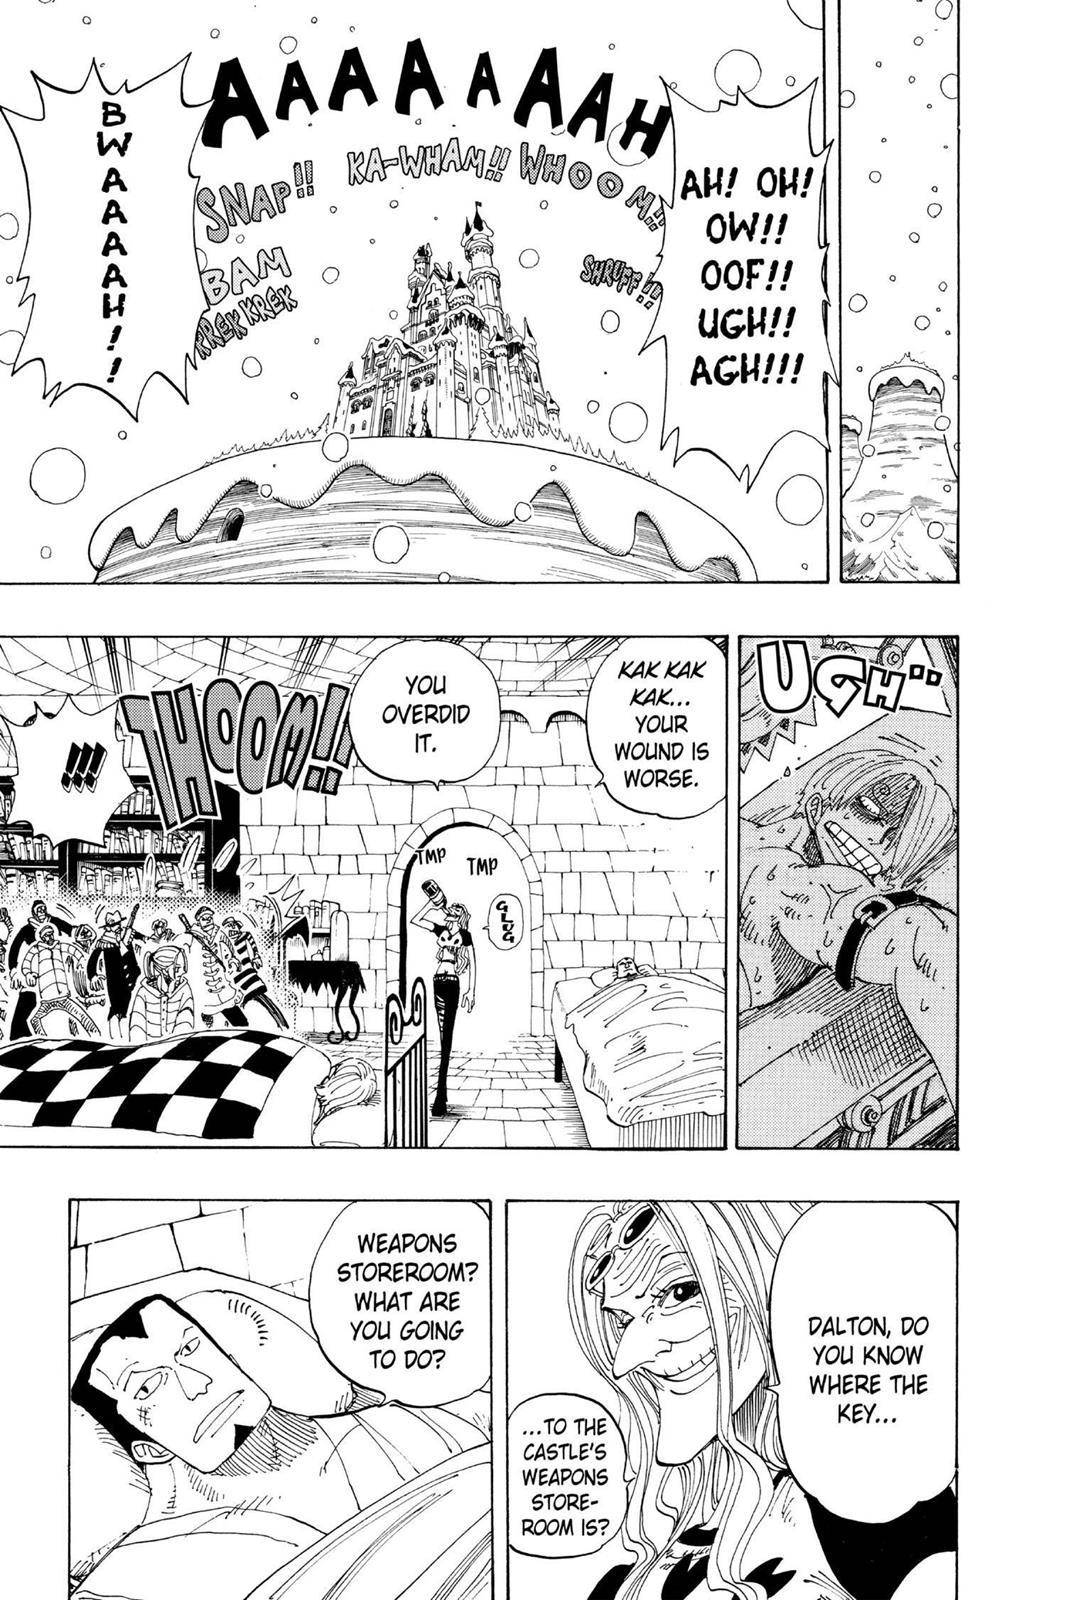 AH! OH!
OW!!
OOF!!
UGH!!
AGH!!!
AAAAAAAH
SNAP!!
KA-WHAM!!
WHOOM!!
BAM
SHRUFF!!
KREK KREK
BWAAAAH!!
UGH
KAK KAK
KAK...
YOUR
WOUND IS
WORSE.
YOU
OVERDID
IT.
TMP
TMP
GLUG
THOOM!!
!!!
DALTON, DO
YOU KNOW
WHERE THE
KEY...
...TO THE
CASTLE'S
WEAPONS
STORE-
ROOM IS?
WEAPONS
STOREROOM?
WHAT ARE
YOU GOING
TO DO?